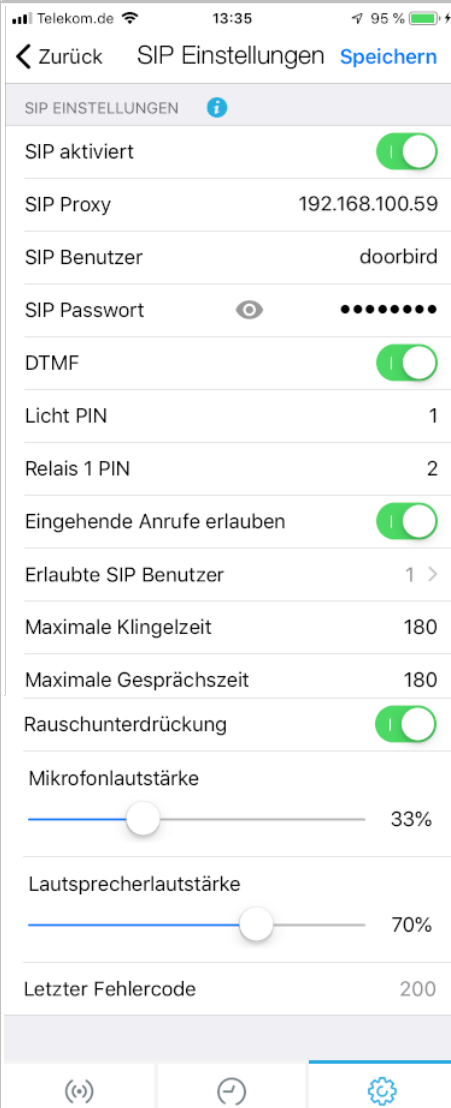 Telekom.de 13:35 95 %
Zurück SIP Einstellungen Speichern
SIP EINSTELLUNGEN i
SIP aktiviert
SIP Proxy 192.168.100.59
SIP Benutzer doorbird
SIP Passwort ••••••••
DTMF
Licht PIN 1
Relais 1 PIN 2
Eingehende Anrufe erlauben
Erlaubte SIP Benutzer 1
Maximale Klingelzeit 180
Maximale Gesprächszeit 180
Rauschunterdrückung
Mikrofonlautstärke
33%
Lautsprecherlautstärke
70%
Letzter Fehlercode 200